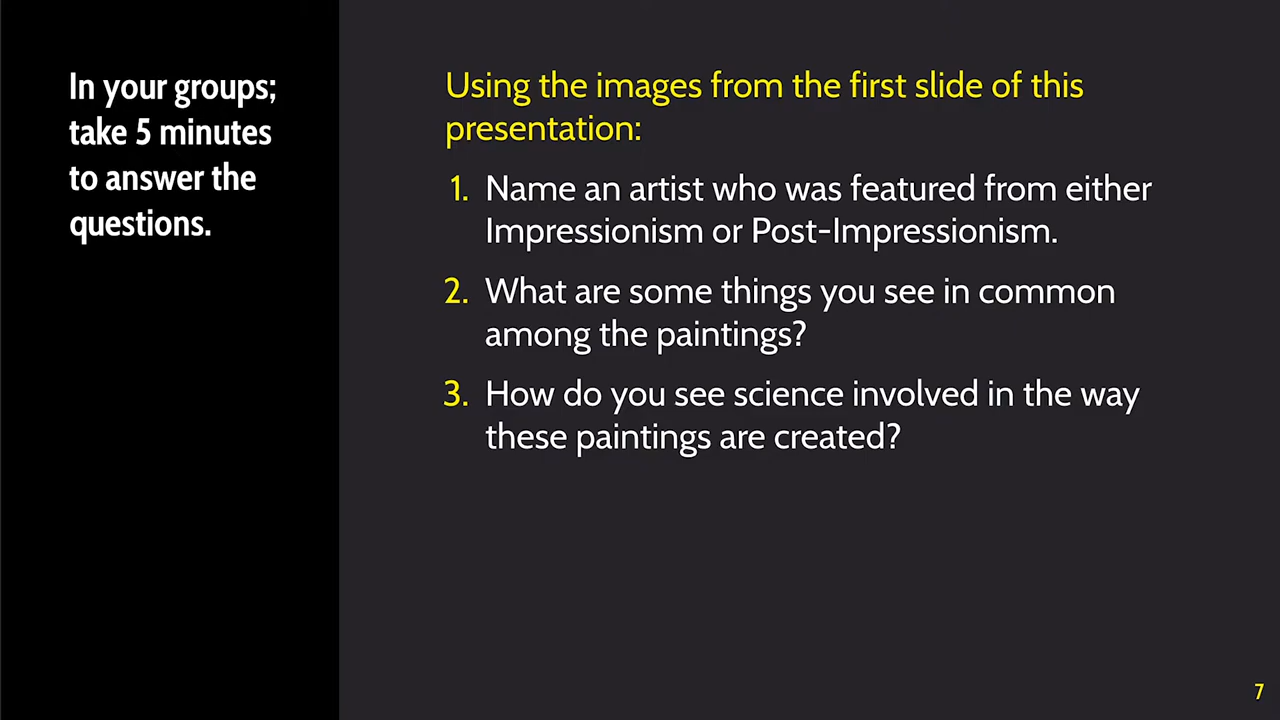 In your groups;
take 5 minutes
to answer the
questions.
Using the images from the first slide of this
presentation:
1. Name an artist who was featured from either
Impressionism or Post-Impressionism.
2. What are some things you see in common
among the paintings?
3. How do you see science involved in the way
these paintings are created?
7